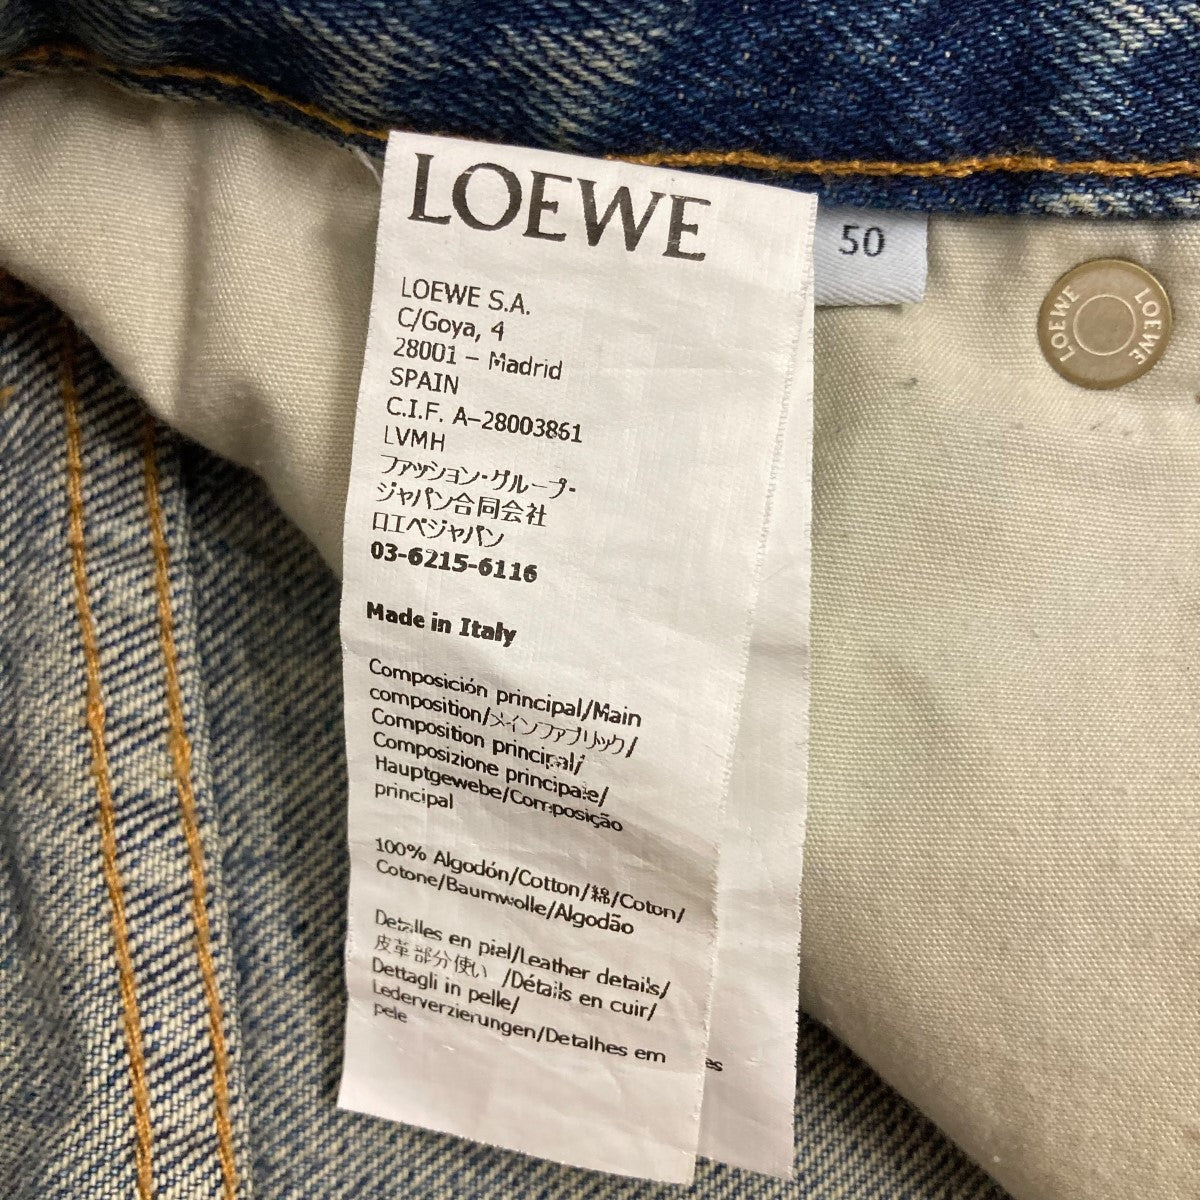 LOEWE
50
LOEWE S.A.
C/Goya, 4
28001 – Madrid
SPAIN
C.I.F. A-28003861
LVMH
ファッション・グループ・
ジャパン合同会社
ロエベジャパン
03-6215-6116
Made in Italy
Composición principal/Main
composition/メインファブリック/
Composition principal/
Composizione principale/
Hauptgewebe/Composição
principal
100% Algodón/Cotton/綿/Coton/
Cotone/Baumwolle/Algodão
Detalles en piel/Leather details/
皮革部分使い /Détails en cuir/
Dettagli in pelle/
Lederverzierungen/Detalhes em
pele
es
LOEWE
LOEWE